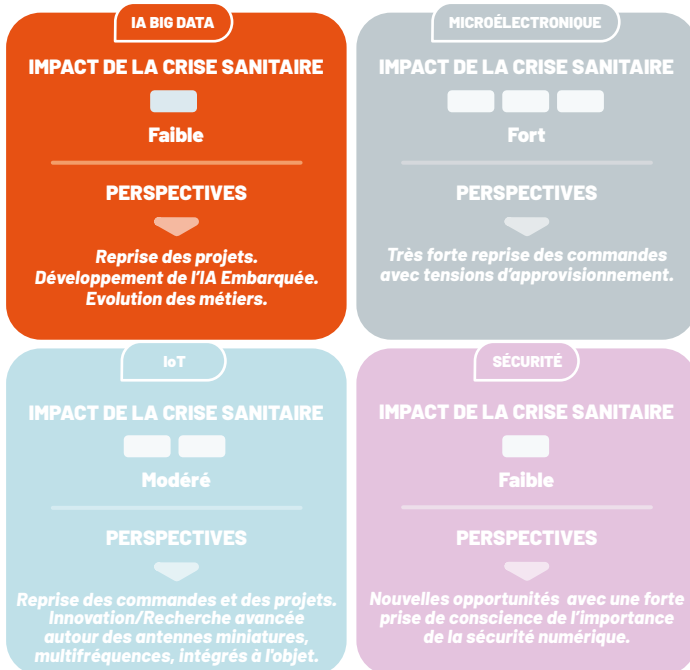 IA BIG DATA
IMPACT DE LA CRISE SANITAIRE
Faible
PERSPECTIVES
Reprise des projets.
Développement de l'IA Embarquée.
Evolution des métiers.
MICROÉLECTRONIQUE
IMPACT DE LA CRISE SANITAIRE
Fort
PERSPECTIVES
Très forte reprise des commandes
avec tensions d'approvisionnement.
IoT
IMPACT DE LA CRISE SANITAIRE
Modéré
PERSPECTIVES
Reprise des commandes et des projets.
Innovation/Recherche avancée
autour des antennes miniatures,
multifréquences, intégrés à l'objet.
SÉCURITÉ
IMPACT DE LA CRISE SANITAIRE
Faible
PERSPECTIVES
Nouvelles opportunités avec une forte
prise de conscience de l'importance
de la sécurité numérique.